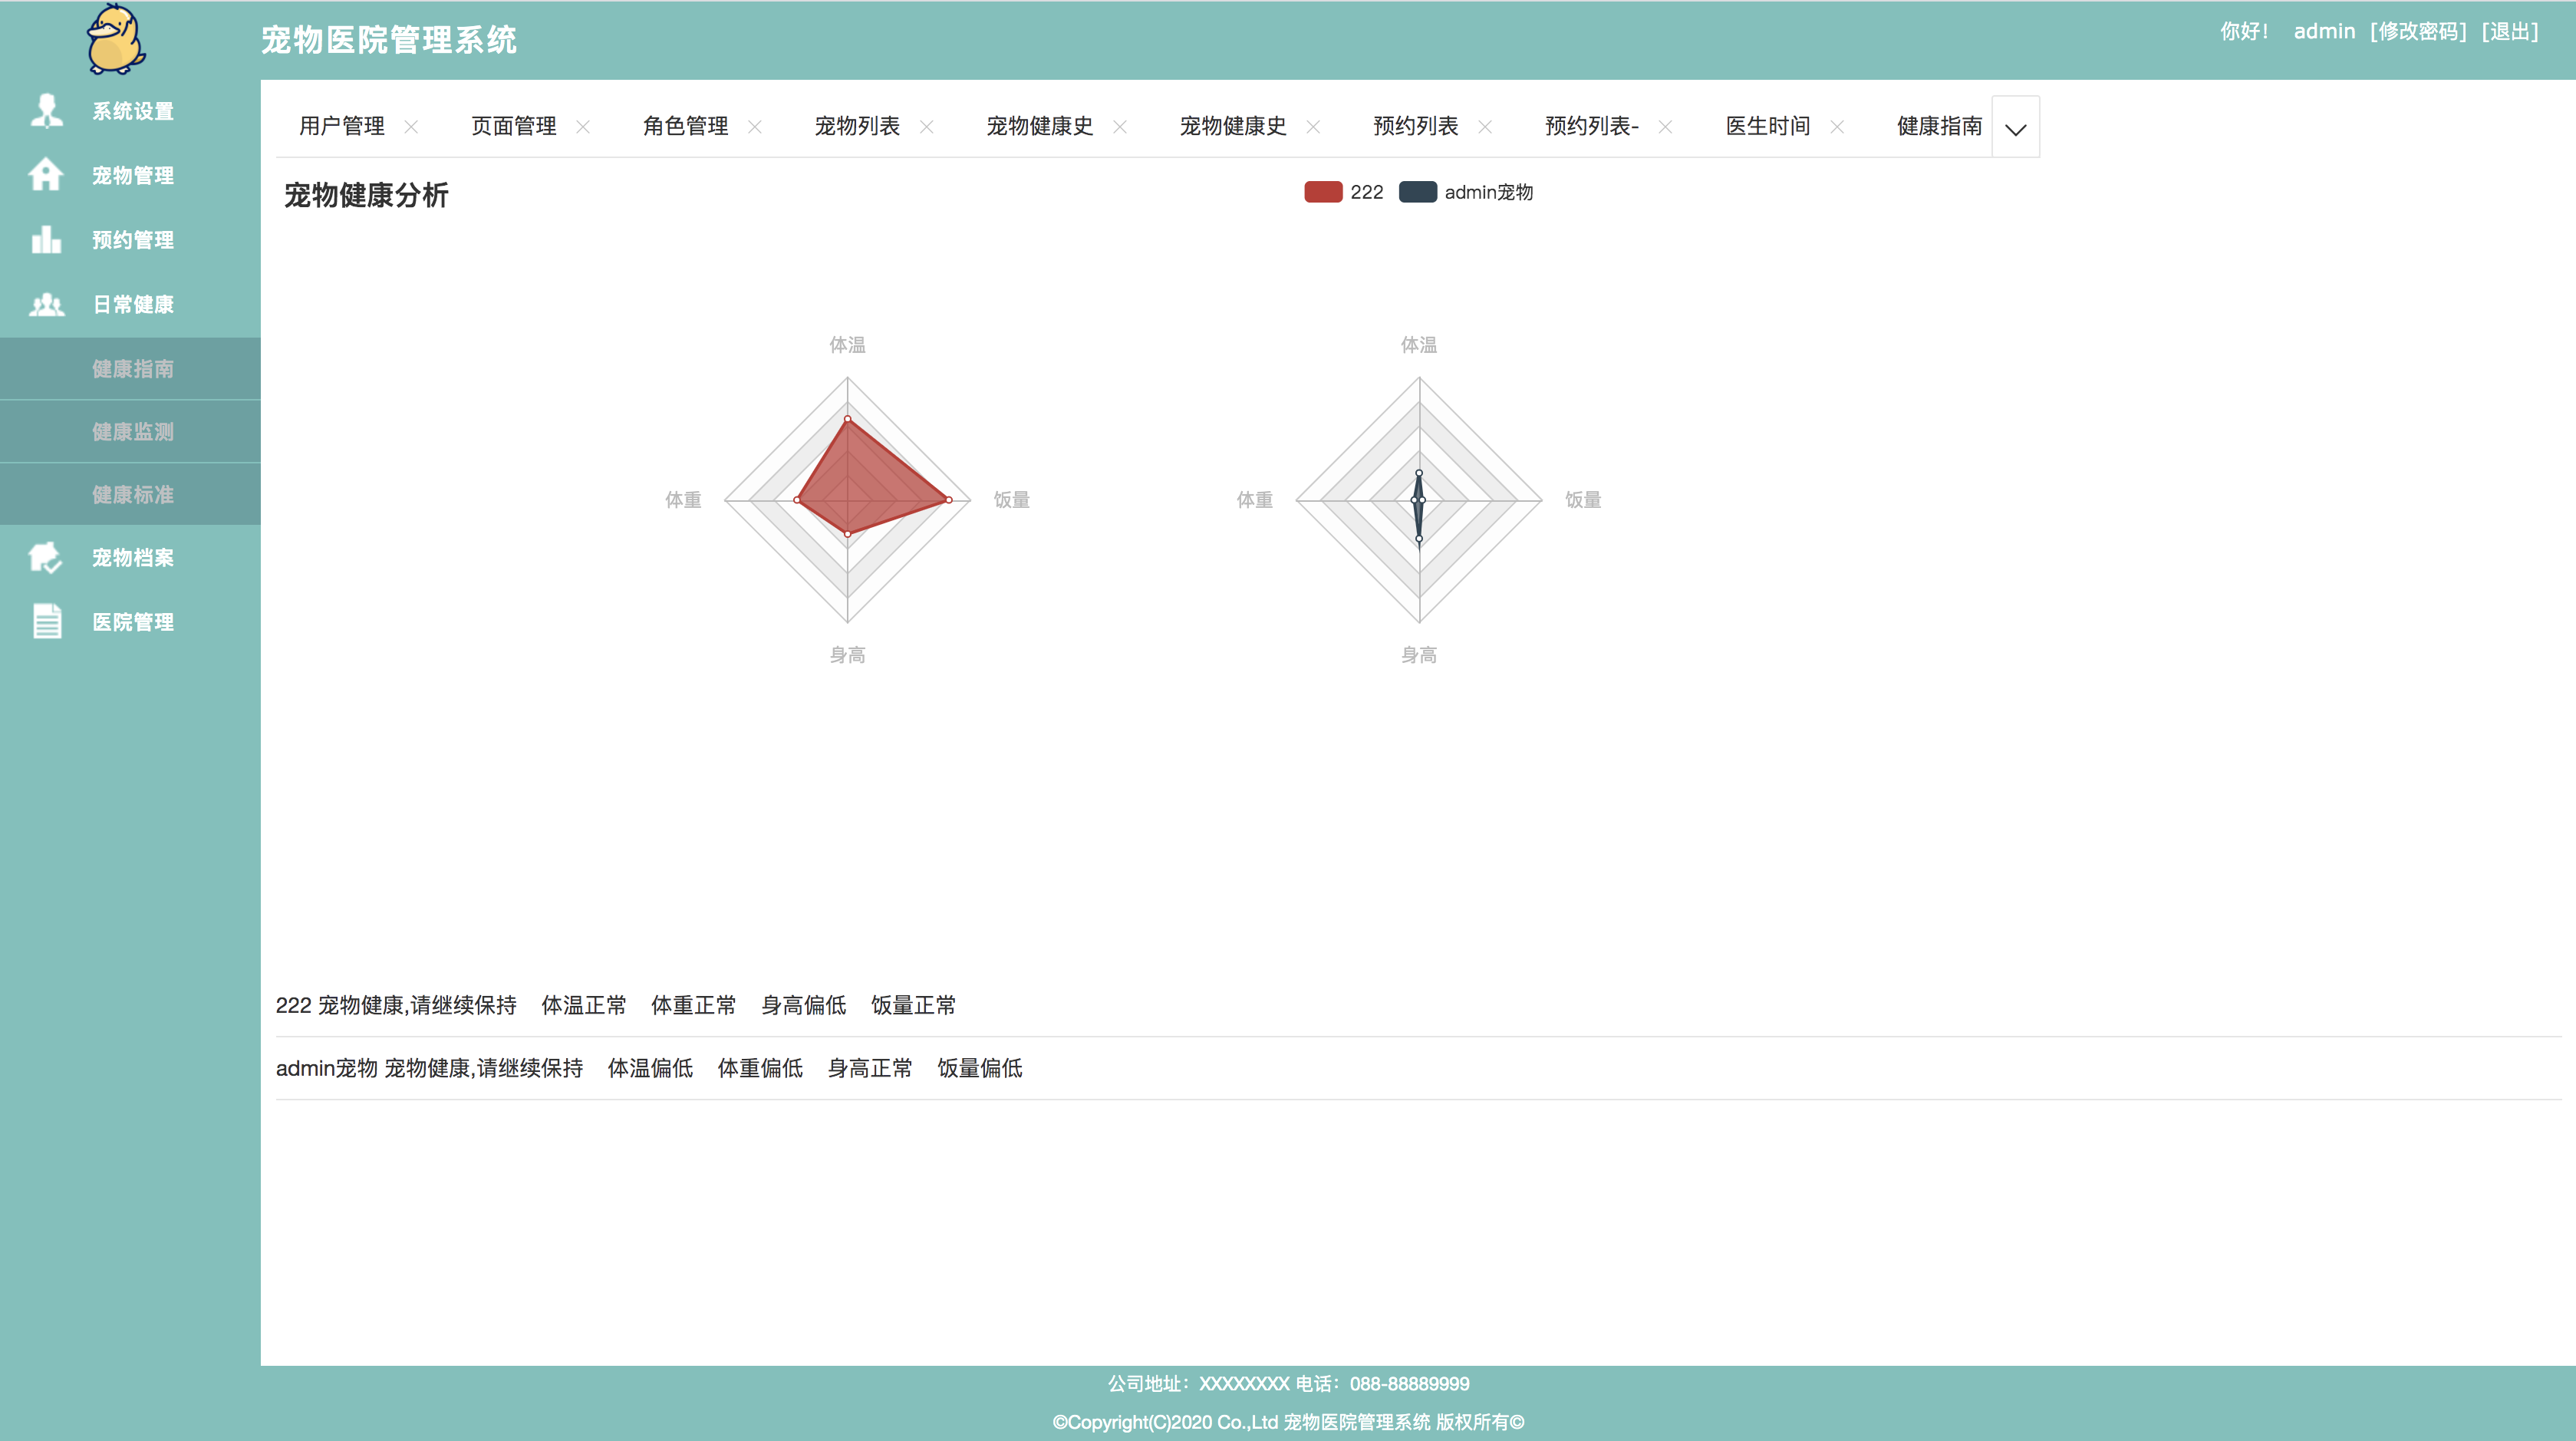 宠物医院管理系统
你好! admin [修改密码] [退出]
系统设置
宠物管理
预约管理
日常健康
健康指南
健康监测
健康标准
宠物档案
医院管理
用户管理 页面管理 角色管理 宠物列表 宠物健康史 宠物健康史 预约列表 预约列表- 医生时间 健康指南
宠物健康分析
222 admin宠物
体温
体重 饭量
身高
体温
体重 饭量
身高
222 宠物健康,请继续保持 体温正常 体重正常 身高偏低 饭量正常
admin宠物 宠物健康,请继续保持 体温偏低 体重偏低 身高正常 饭量偏低
公司地址：XXXXXXXX 电话：088-88889999
©Copyright(C)2020 Co.,Ltd 宠物医院管理系统 版权所有©